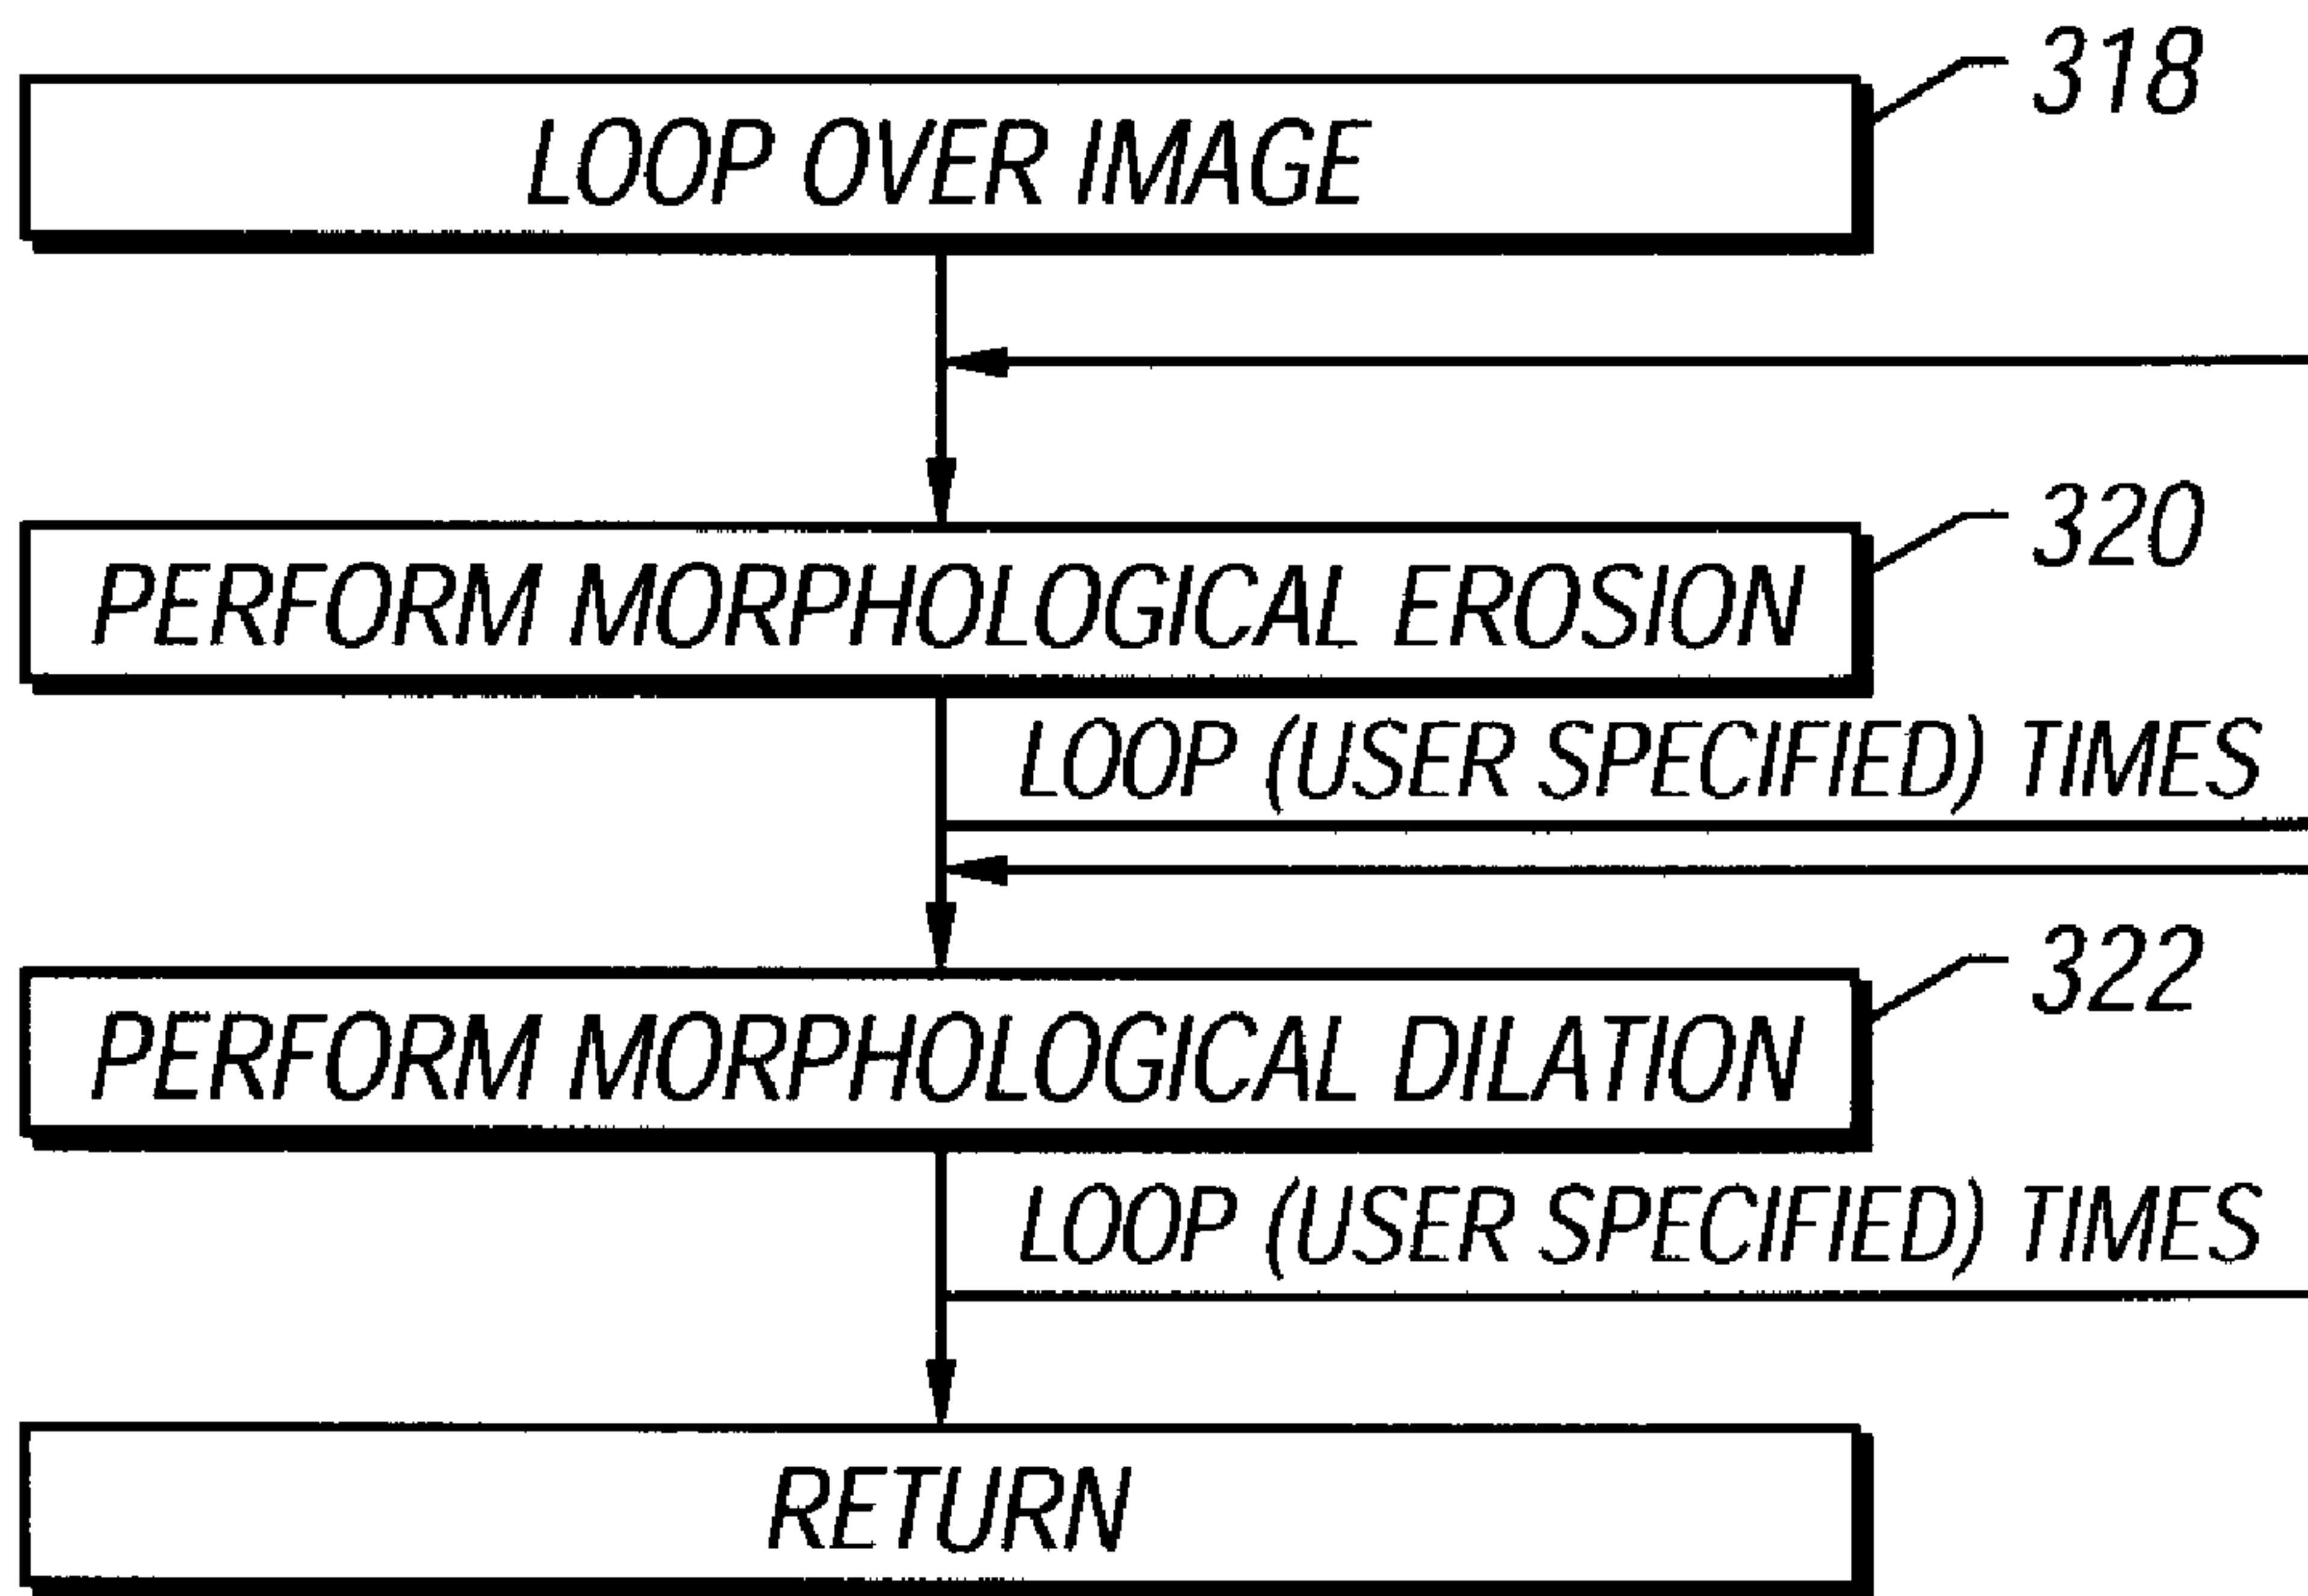 LOOP OVER IMAGE
318
PERFORM MORPHOLOGICAL EROSION
320
LOOP (USER SPECIFIED) TIMES
PERFORM MORPHOLOGICAL DILATION
322
LOOP (USER SPECIFIED) TIMES
RETURN